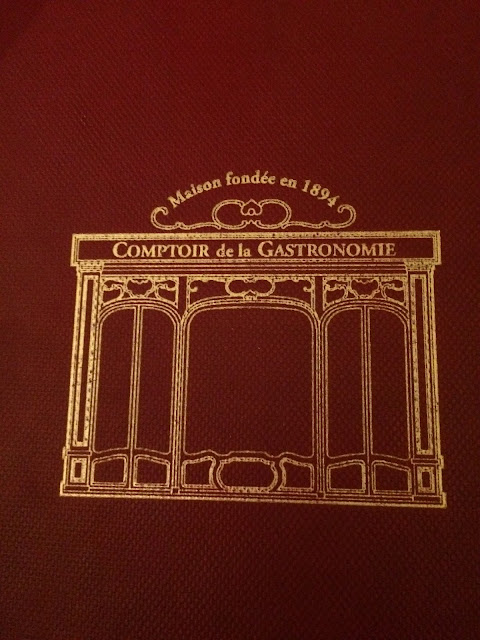 Maison fondée en 1894
COMPTOIR de la GASTRONOMIE